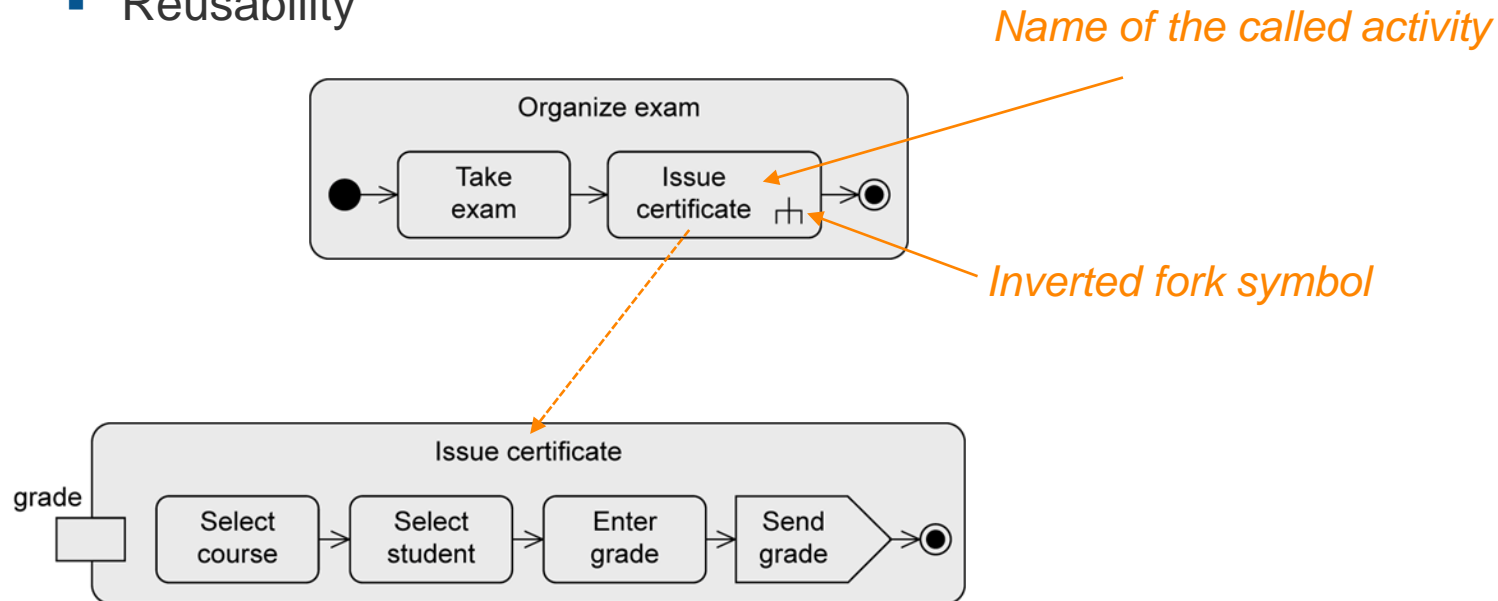 Reusability
Name of the called activity
Organize exam
Take
exam
Issue
certificate
Inverted fork symbol
Issue certificate
grade
Select
course
Select
student
Enter
grade
Send
grade